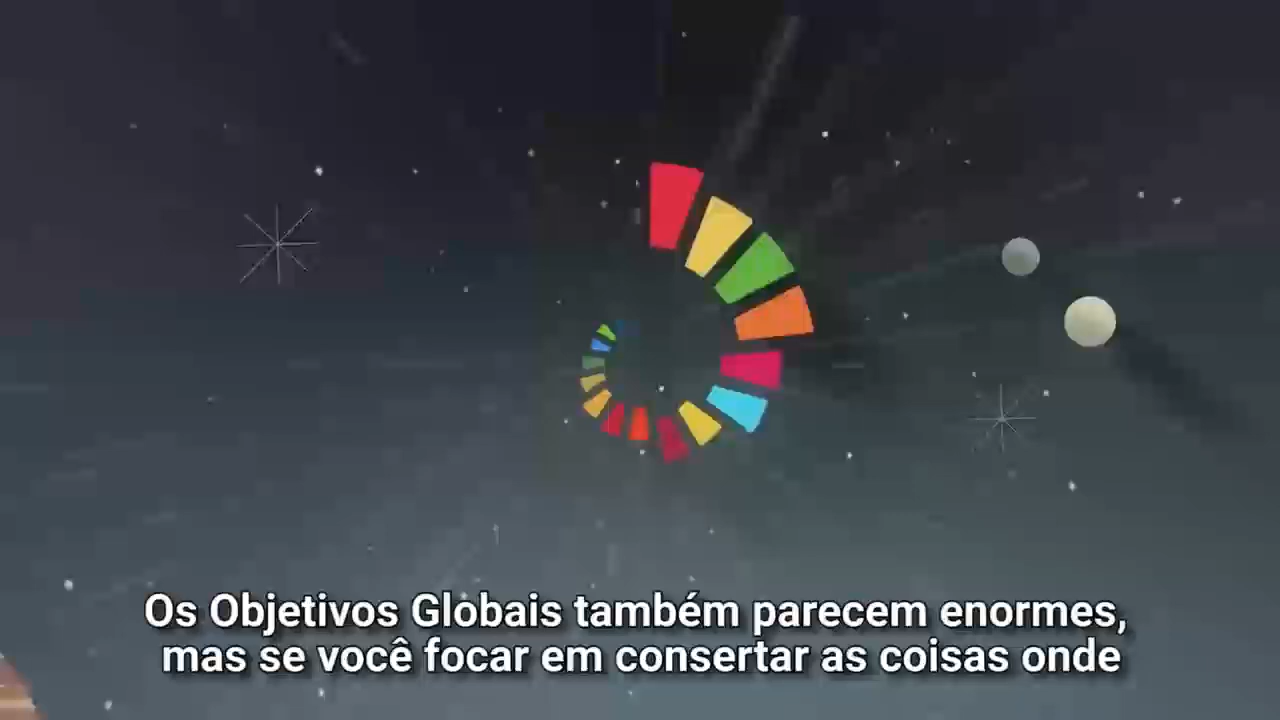 Os Objetivos Globais também parecem enormes,
mas se você focar em consertar as coisas onde